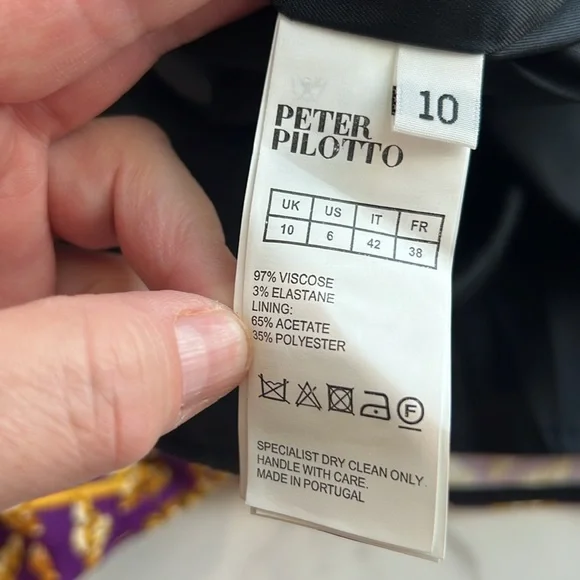 10
PETER
PILOTTO
UK US IT FR
10 6 42 38
97% VISCOSE
3% ELASTANE
LINING:
65% ACETATE
35% POLYESTER
F
SPECIALIST DRY CLEAN ONLY
HANDLE WITH CARE.
MADE IN PORTUGAL